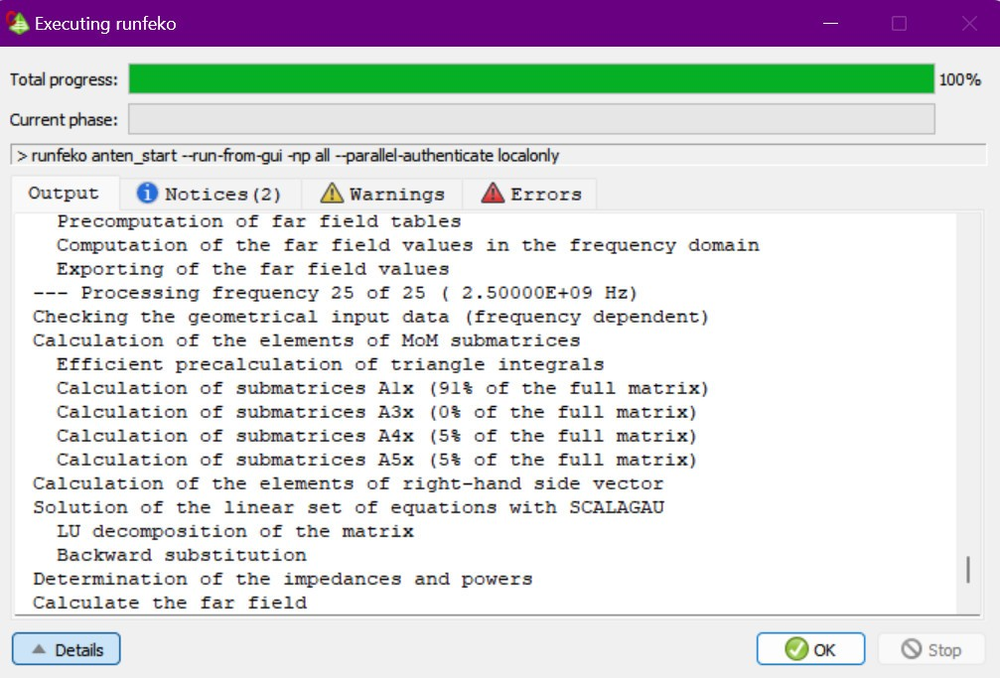 Executing runfeko
Total progress: 100%
Current phase:
> runfeko anten_start --run-from-gui -np all --parallel-authenticate localonly
Output Notices(2) Warnings Errors
Precomputation of far field tables
Computation of the far field values in the frequency domain
Exporting of the far field values
--- Processing frequency 25 of 25 ( 2.50000E+09 Hz)
Checking the geometrical input data (frequency dependent)
Calculation of the elements of MoM submatrices
Efficient precalculation of triangle integrals
Calculation of submatrices A1x (91% of the full matrix)
Calculation of submatrices A3x (0% of the full matrix)
Calculation of submatrices A4x (5% of the full matrix)
Calculation of submatrices A5x (5% of the full matrix)
Calculation of the elements of right-hand side vector
Solution of the linear set of equations with SCALAGAU
LU decomposition of the matrix
Backward substitution
Determination of the impedances and powers
Calculate the far field
Details OK Stop